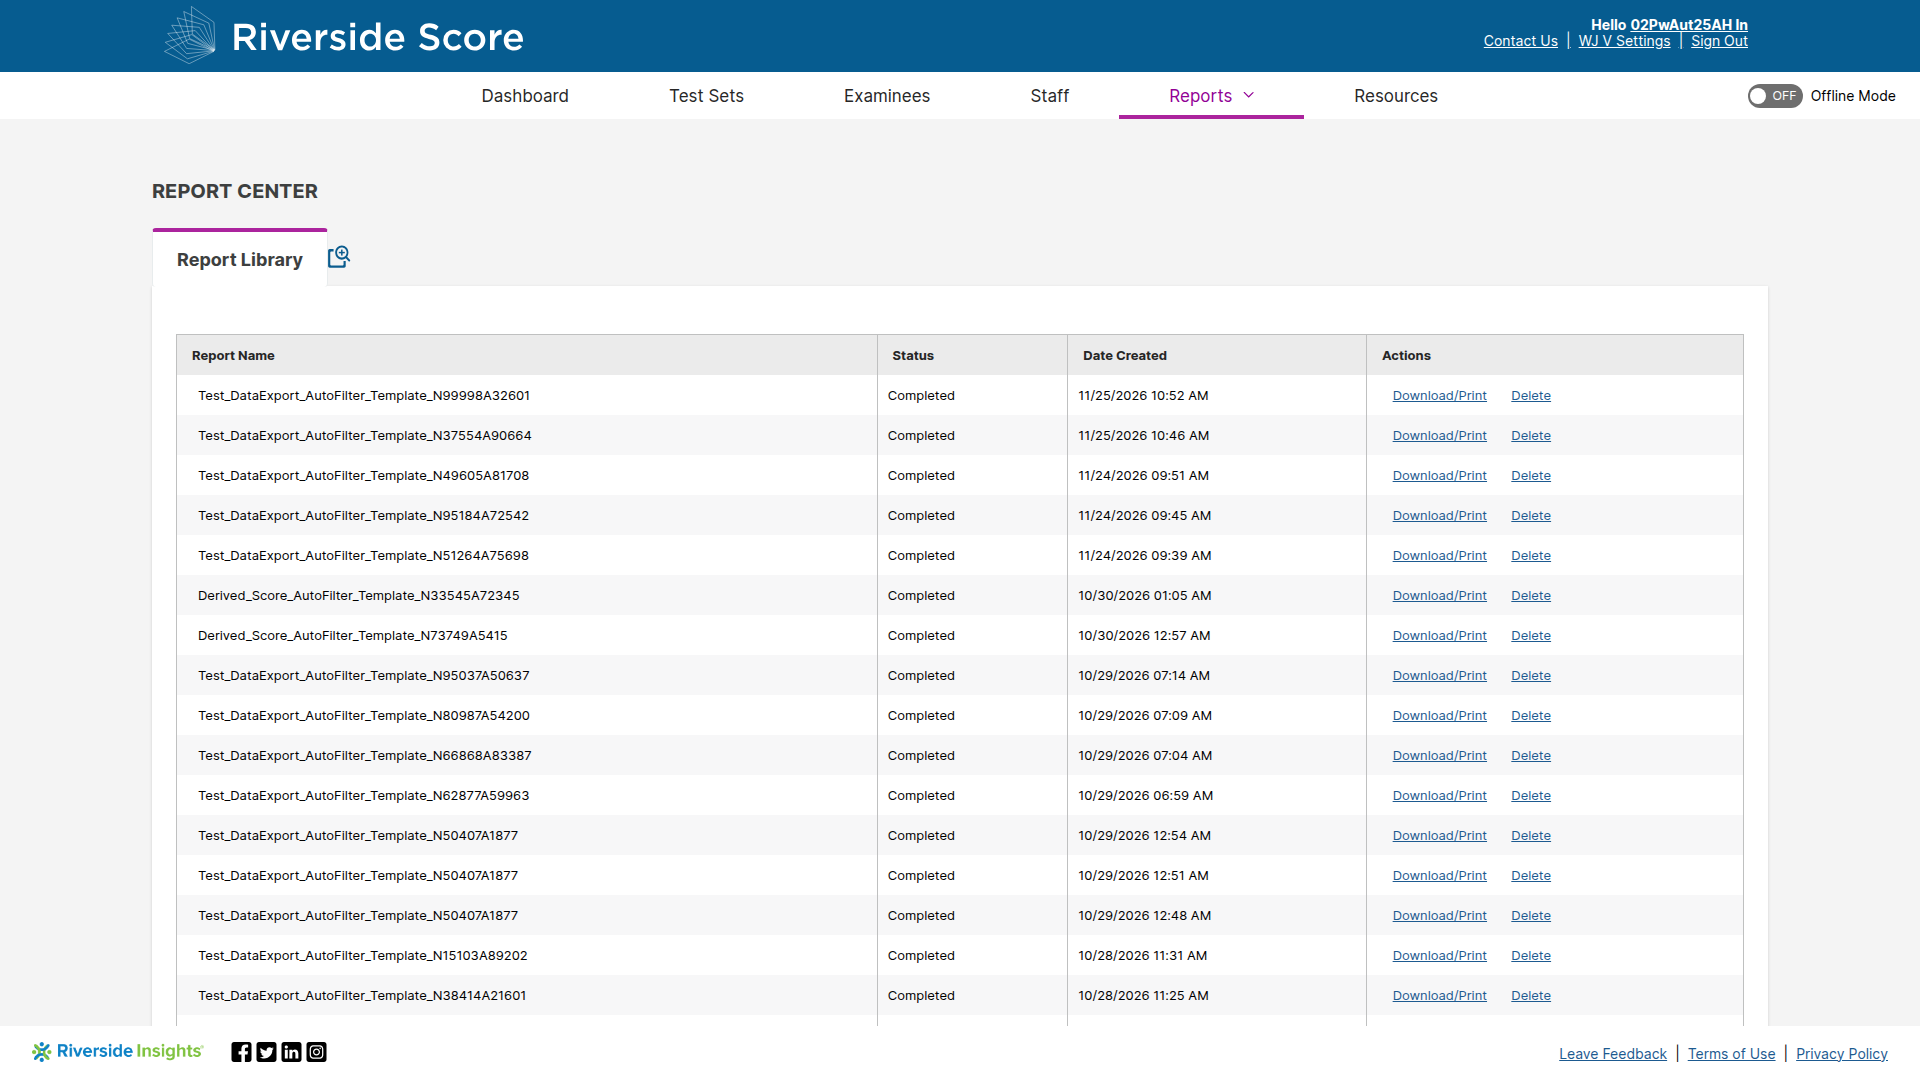 Riverside Score
Hello 02PwAut25AH In
Contact Us | WJ V Settings | Sign Out
Dashboard Test Sets Examinees Staff Reports Resources OFF Offline Mode
REPORT CENTER
Report Library
Report Name Status Date Created Actions
Test_DataExport_AutoFilter_Template_N99998A32601 Completed 11/25/2026 10:52 AM Download/Print Delete
Test_DataExport_AutoFilter_Template_N37554A90664 Completed 11/25/2026 10:46 AM Download/Print Delete
Test_DataExport_AutoFilter_Template_N49605A81708 Completed 11/24/2026 09:51 AM Download/Print Delete
Test_DataExport_AutoFilter_Template_N95184A72542 Completed 11/24/2026 09:45 AM Download/Print Delete
Test_DataExport_AutoFilter_Template_N51264A75698 Completed 11/24/2026 09:39 AM Download/Print Delete
Derived_Score_AutoFilter_Template_N33545A72345 Completed 10/30/2026 01:05 AM Download/Print Delete
Derived_Score_AutoFilter_Template_N73749A5415 Completed 10/30/2026 12:57 AM Download/Print Delete
Test_DataExport_AutoFilter_Template_N95037A50637 Completed 10/29/2026 07:14 AM Download/Print Delete
Test_DataExport_AutoFilter_Template_N80987A54200 Completed 10/29/2026 07:09 AM Download/Print Delete
Test_DataExport_AutoFilter_Template_N66868A83387 Completed 10/29/2026 07:04 AM Download/Print Delete
Test_DataExport_AutoFilter_Template_N62877A59963 Completed 10/29/2026 06:59 AM Download/Print Delete
Test_DataExport_AutoFilter_Template_N50407A1877 Completed 10/29/2026 12:54 AM Download/Print Delete
Test_DataExport_AutoFilter_Template_N50407A1877 Completed 10/29/2026 12:51 AM Download/Print Delete
Test_DataExport_AutoFilter_Template_N50407A1877 Completed 10/29/2026 12:48 AM Download/Print Delete
Test_DataExport_AutoFilter_Template_N15103A89202 Completed 10/28/2026 11:31 AM Download/Print Delete
Test_DataExport_AutoFilter_Template_N38414A21601 Completed 10/28/2026 11:25 AM Download/Print Delete
Riverside Insights Leave Feedback | Terms of Use | Privacy Policy